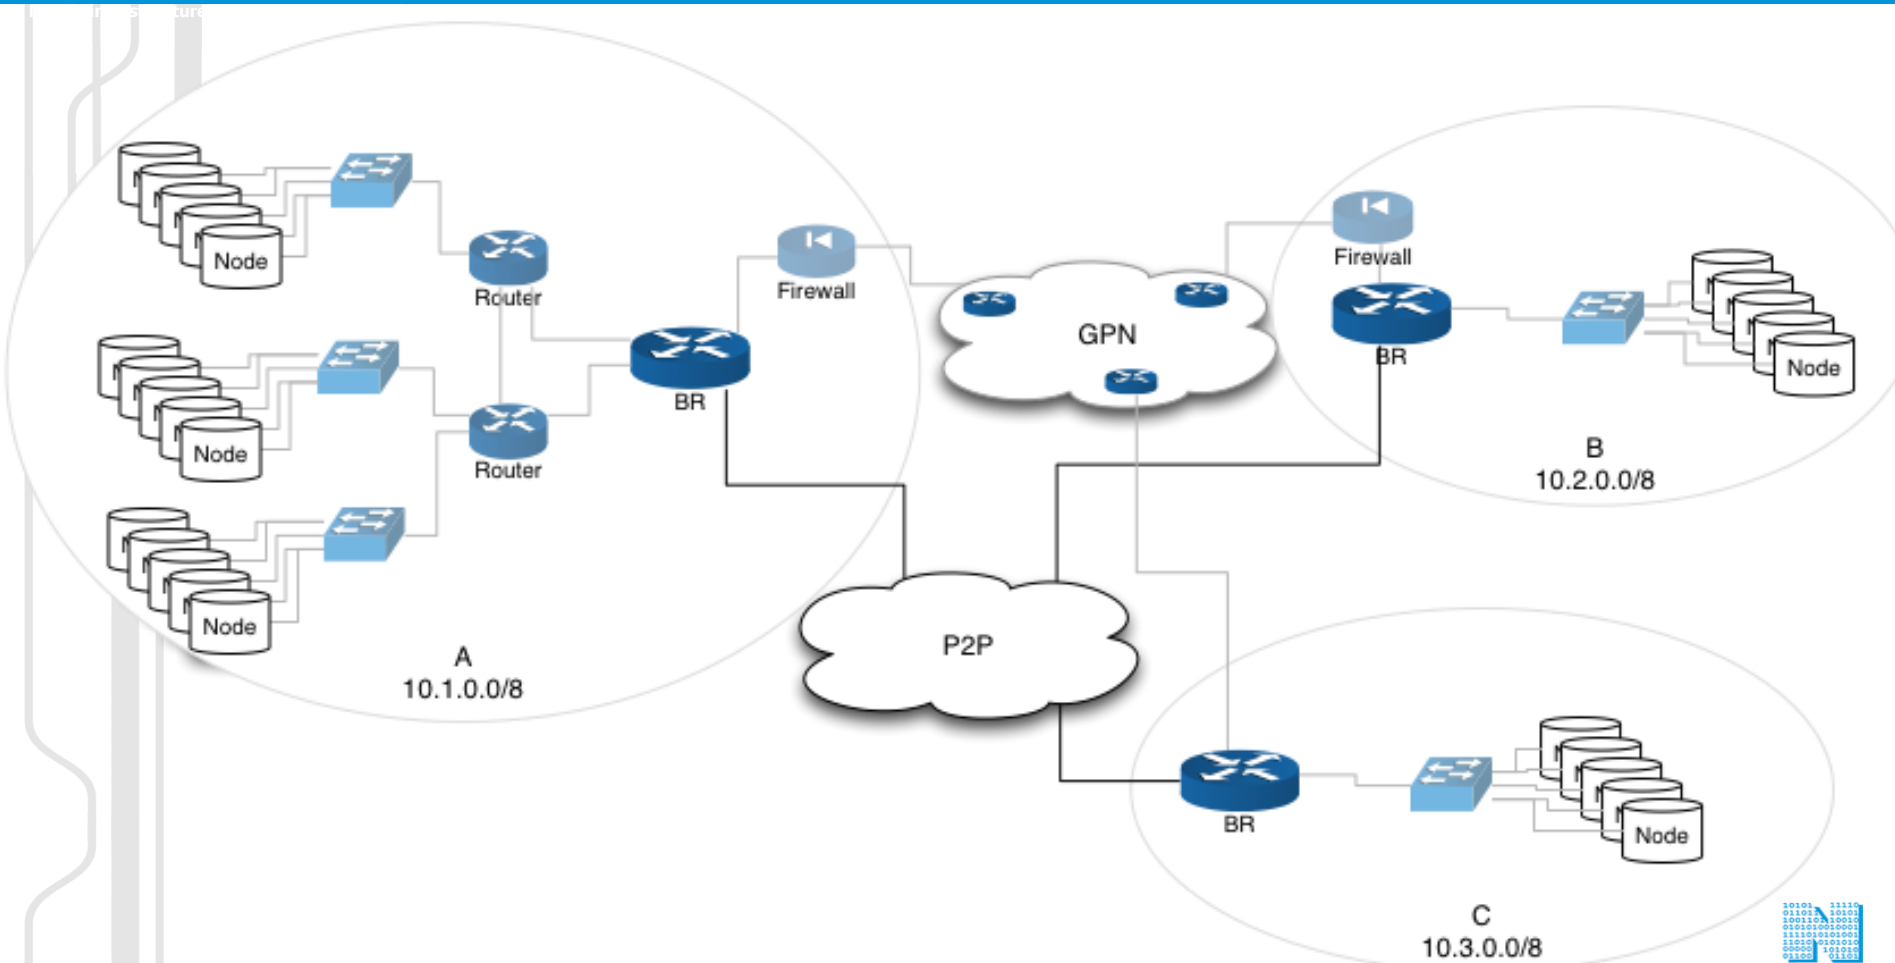 Node
Router
Firewall
BR
Node
Router
Node
A
10.1.0.0/8
GPN
P2P
Firewall
BR
Node
B
10.2.0.0/8
BR
Node
C
10.3.0.0/8